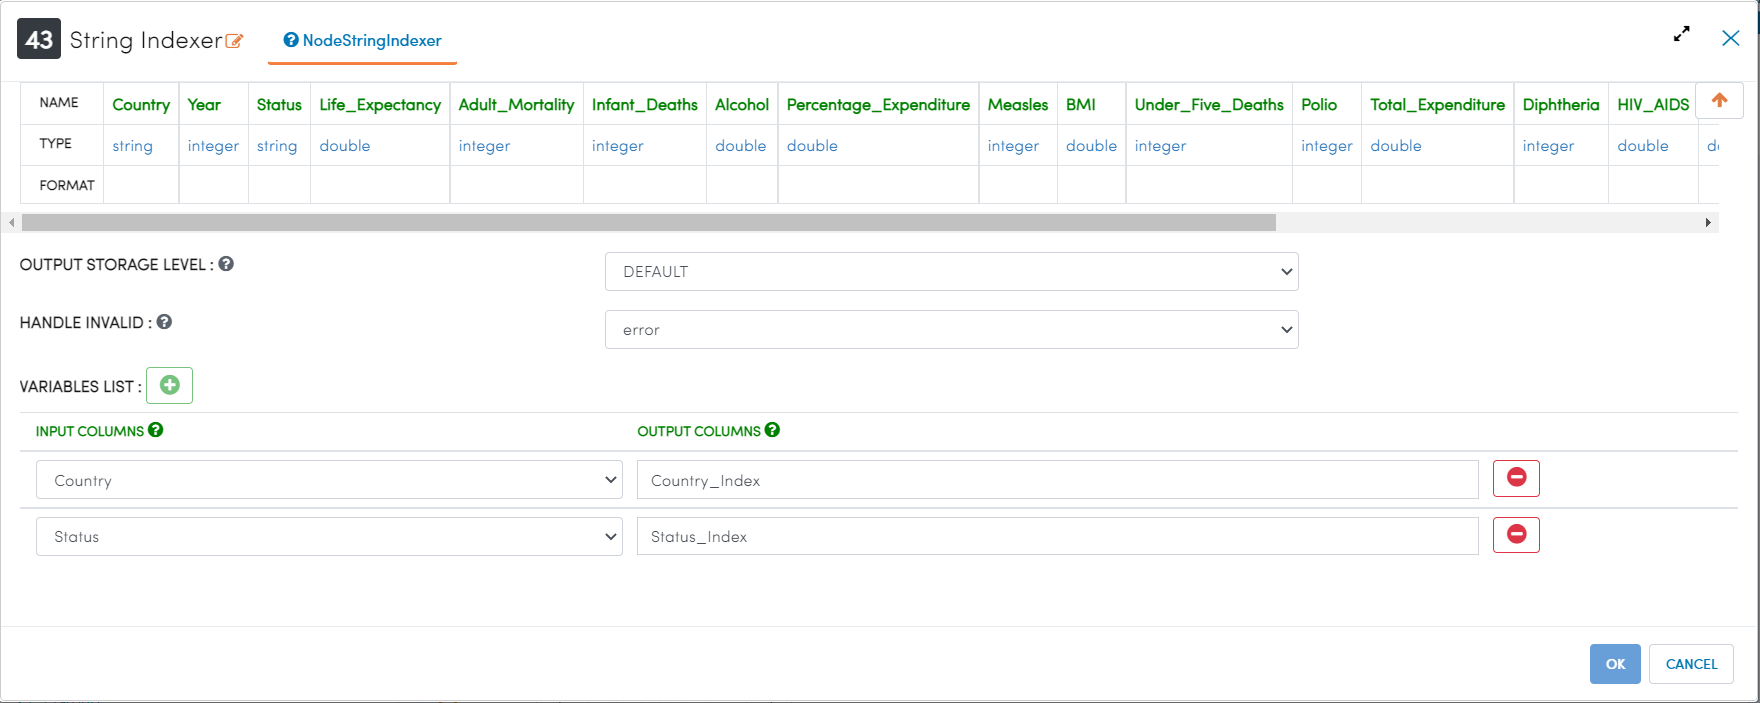 43 String Indexer NodeStringIndexer
NAME Country Year Status Life_Expectancy Adult_Mortality Infant_Deaths Alcohol Percentage_Expenditure Measles BMI Under_Five_Deaths Polio Total_Expenditure Diphtheria HIV_AIDS
TYPE string integer string double integer integer double double integer double integer integer double integer double
FORMAT
OUTPUT STORAGE LEVEL : DEFAULT
HANDLE INVALID : error
VARIABLES LIST :
INPUT COLUMNS OUTPUT COLUMNS
Country Country_Index
Status Status_Index
OK CANCEL